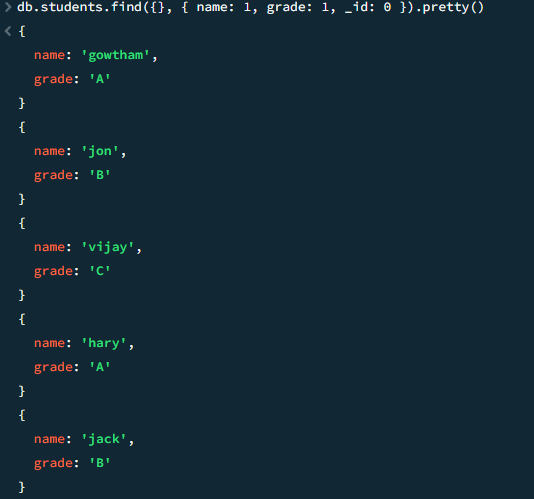 > db.students.find({}, { name: 1, grade: 1, _id: 0 }).pretty()
< {
name: 'gowtham',
grade: 'A'
}
{
name: 'jon',
grade: 'B'
}
{
name: 'vijay',
grade: 'C'
}
{
name: 'hary',
grade: 'A'
}
{
name: 'jack',
grade: 'B'
}